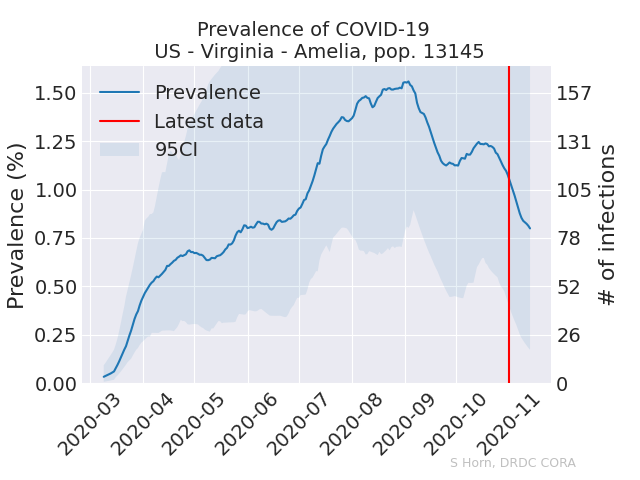 Prevalence of COVID-19
US - Virginia - Amelia, pop. 13145
Prevalence
Latest data
95CI
Prevalence (%)
1.50
1.25
1.00
0.75
0.50
0.25
0.00
157
131
105
78
52
26
0
# of infections
2020-03
2020-04
2020-05
2020-06
2020-07
2020-08
2020-09
2020-10
2020-11
S Horn, DRDC CORA